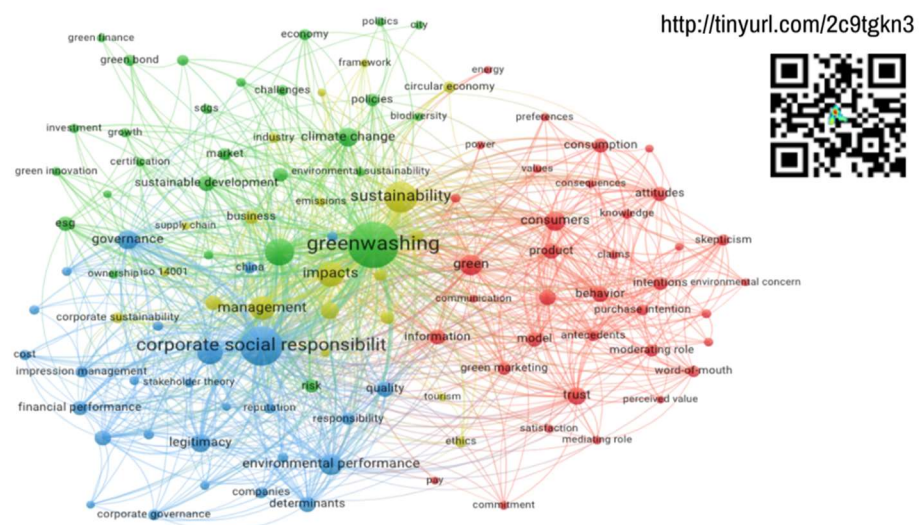 http://tinyurl.com/2c9tgkn3
politics
city
green finance
economy
green bond
framework
energy
challenges
circular economy
policies
sdgs
biodiversity
preferences
investment
growth
industry
climate change
power
consumption
market
certification
green innovation
environmental sustainability
values
sustainable development
consequences
sustainability
attitudes
emissions
business
knowledge
esg
supply chain
consumers
governance
greenwashing
skepticism
product
claims
china
green
ownership
iso 14001
impacts
intentions
environmental concern
behavior
communication
management
purchase intention
corporate sustainability
information
model
antecedents
corporate social responsibilit
moderating role
cost
green marketing
impression management
word-of-mouth
stakeholder theory
risk
quality
tourism
trust
perceived value
financial performance
reputation
responsibility
satisfaction
legitimacy
ethics
mediating role
environmental performance
pay
companies
determinants
commitment
corporate governance